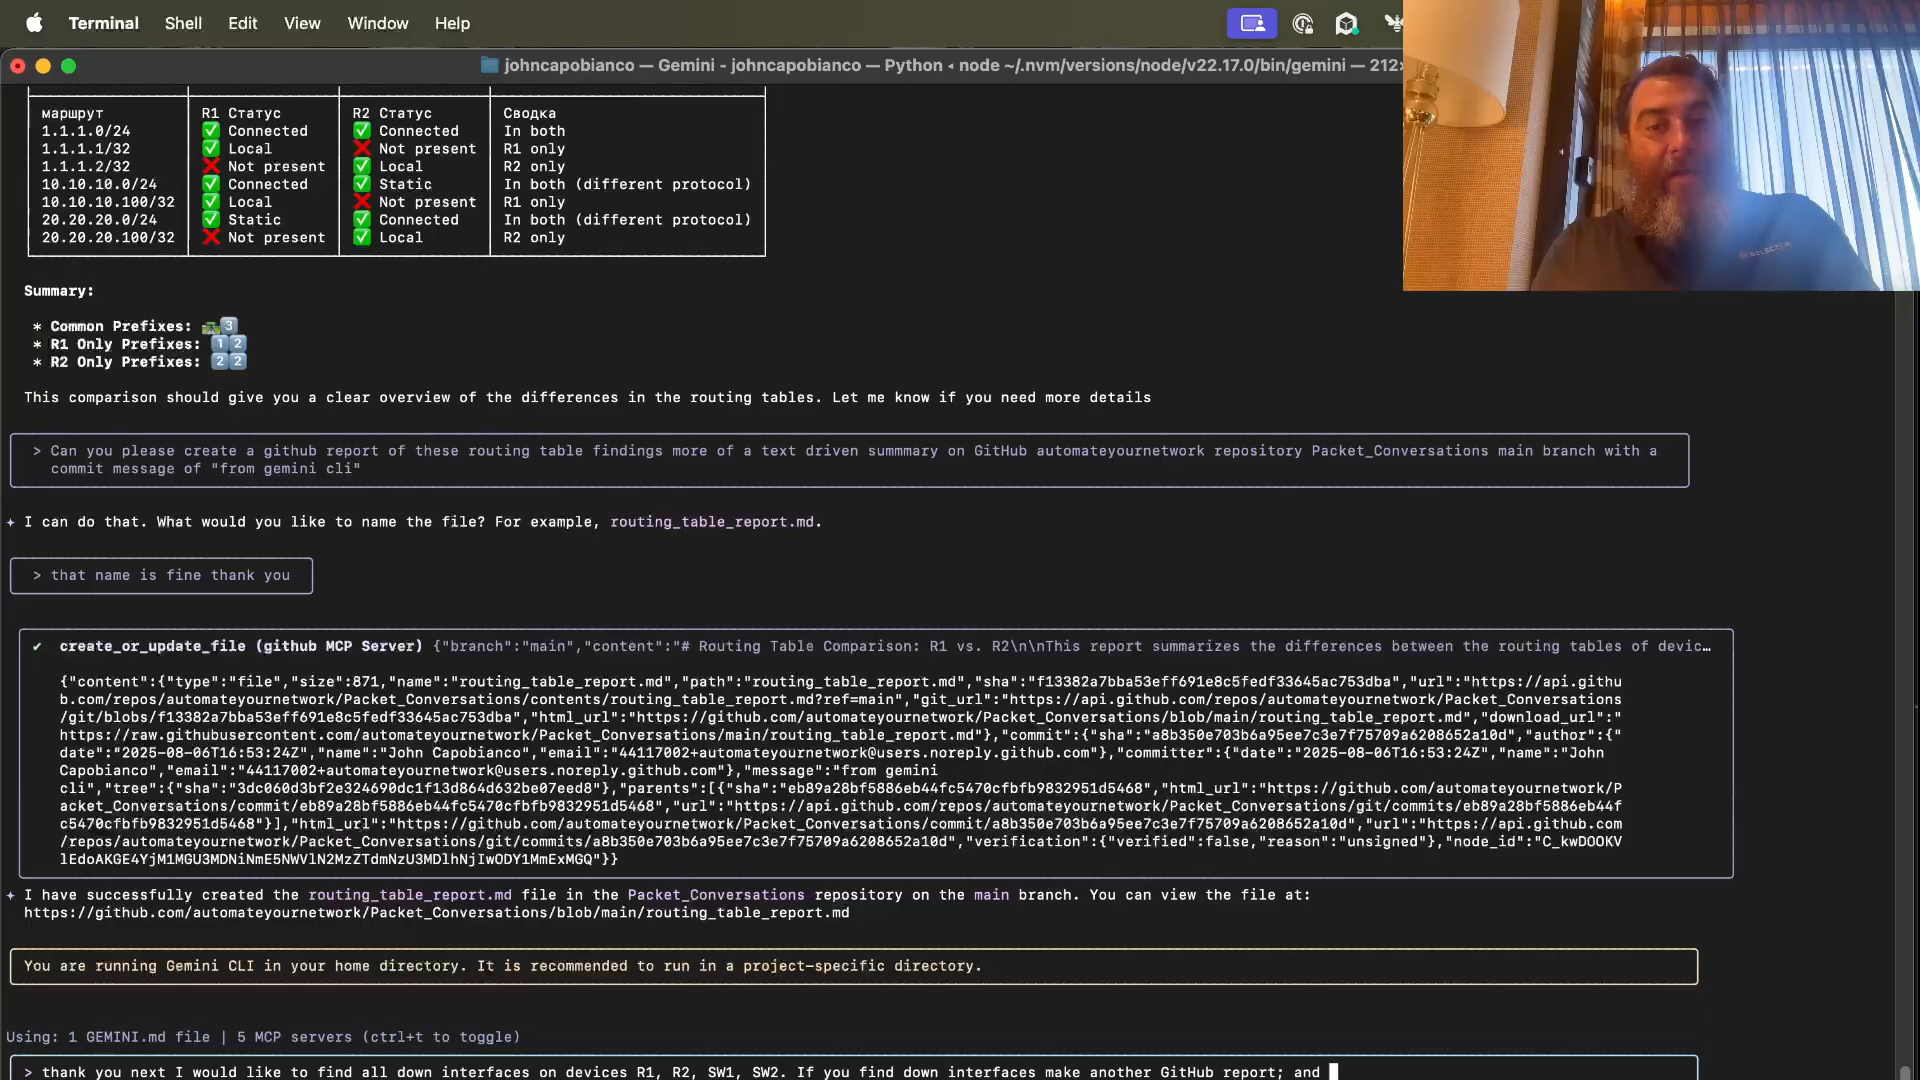 Terminal Shell Edit View Window Help
johncapobianco — Gemini - johncapobianco — Python ◂ node ~/.nvm/versions/node/v22.17.0/bin/gemini — 212×
маршрут R1 Статус R2 Статус Сводка
1.1.1.0/24 ✅ Connected ✅ Connected In both
1.1.1.1/32 ✅ Local ❌ Not present R1 only
1.1.1.2/32 ❌ Not present ✅ Local R2 only
10.10.10.0/24 ✅ Connected ✅ Static In both (different protocol)
10.10.10.100/32 ✅ Local ❌ Not present R1 only
20.20.20.0/24 ✅ Static ✅ Connected In both (different protocol)
20.20.20.100/32 ❌ Not present ✅ Local R2 only
Summary:
* Common Prefixes: 🛣️3️⃣
* R1 Only Prefixes: 1️⃣2️⃣
* R2 Only Prefixes: 2️⃣2️⃣
This comparison should give you a clear overview of the differences in the routing tables. Let me know if you need more details
> Can you please create a github report of these routing table findings more of a text driven summmary on GitHub automateyournetwork repository Packet_Conversations main branch with a
commit message of "from gemini cli"
✦ I can do that. What would you like to name the file? For example, routing_table_report.md.
> that name is fine thank you
✔ create_or_update_file (github MCP Server) {"branch":"main","content":"# Routing Table Comparison: R1 vs. R2\n\nThis report summarizes the differences between the routing tables of devic…
{"content":{"type":"file","size":871,"name":"routing_table_report.md","path":"routing_table_report.md","sha":"f13382a7bba53eff691e8c5fedf33645ac753dba","url":"https://api.githu
b.com/repos/automateyournetwork/Packet_Conversations/contents/routing_table_report.md?ref=main","git_url":"https://api.github.com/repos/automateyournetwork/Packet_Conversations
/git/blobs/f13382a7bba53eff691e8c5fedf33645ac753dba","html_url":"https://github.com/automateyournetwork/Packet_Conversations/blob/main/routing_table_report.md","download_url":"
https://raw.githubusercontent.com/automateyournetwork/Packet_Conversations/main/routing_table_report.md"},"commit":{"sha":"a8b350e703b6a95ee7c3e7f75709a6208652a10d","author":{"
date":"2025-08-06T16:53:24Z","name":"John Capobianco","email":"44117002+automateyournetwork@users.noreply.github.com"},"committer":{"date":"2025-08-06T16:53:24Z","name":"John
Capobianco","email":"44117002+automateyournetwork@users.noreply.github.com"},"message":"from gemini
cli","tree":{"sha":"3dc060d3bf2e324690dc1f13d864d632be07eed8"},"parents":[{"sha":"eb89a28bf5886eb44fc5470cfbfb9832951d5468","html_url":"https://github.com/automateyournetwork/P
acket_Conversations/commit/eb89a28bf5886eb44fc5470cfbfb9832951d5468","url":"https://api.github.com/repos/automateyournetwork/Packet_Conversations/git/commits/eb89a28bf5886eb44f
c5470cfbfb9832951d5468"}],"html_url":"https://github.com/automateyournetwork/Packet_Conversations/commit/a8b350e703b6a95ee7c3e7f75709a6208652a10d","url":"https://api.github.com
/repos/automateyournetwork/Packet_Conversations/git/commits/a8b350e703b6a95ee7c3e7f75709a6208652a10d","verification":{"verified":false,"reason":"unsigned"},"node_id":"C_kwDOOKV
lEdoAKGE4YjM1MGU3MDNiNmE5NWVlN2MzZTdmNzU3MDlhNjIwODY1MmExMGQ"}}
✦ I have successfully created the routing_table_report.md file in the Packet_Conversations repository on the main branch. You can view the file at:
https://github.com/automateyournetwork/Packet_Conversations/blob/main/routing_table_report.md
You are running Gemini CLI in your home directory. It is recommended to run in a project-specific directory.
Using: 1 GEMINI.md file | 5 MCP servers (ctrl+t to toggle)
> thank you next I would like to find all down interfaces on devices R1, R2, SW1, SW2. If you find down interfaces make another GitHub report; and